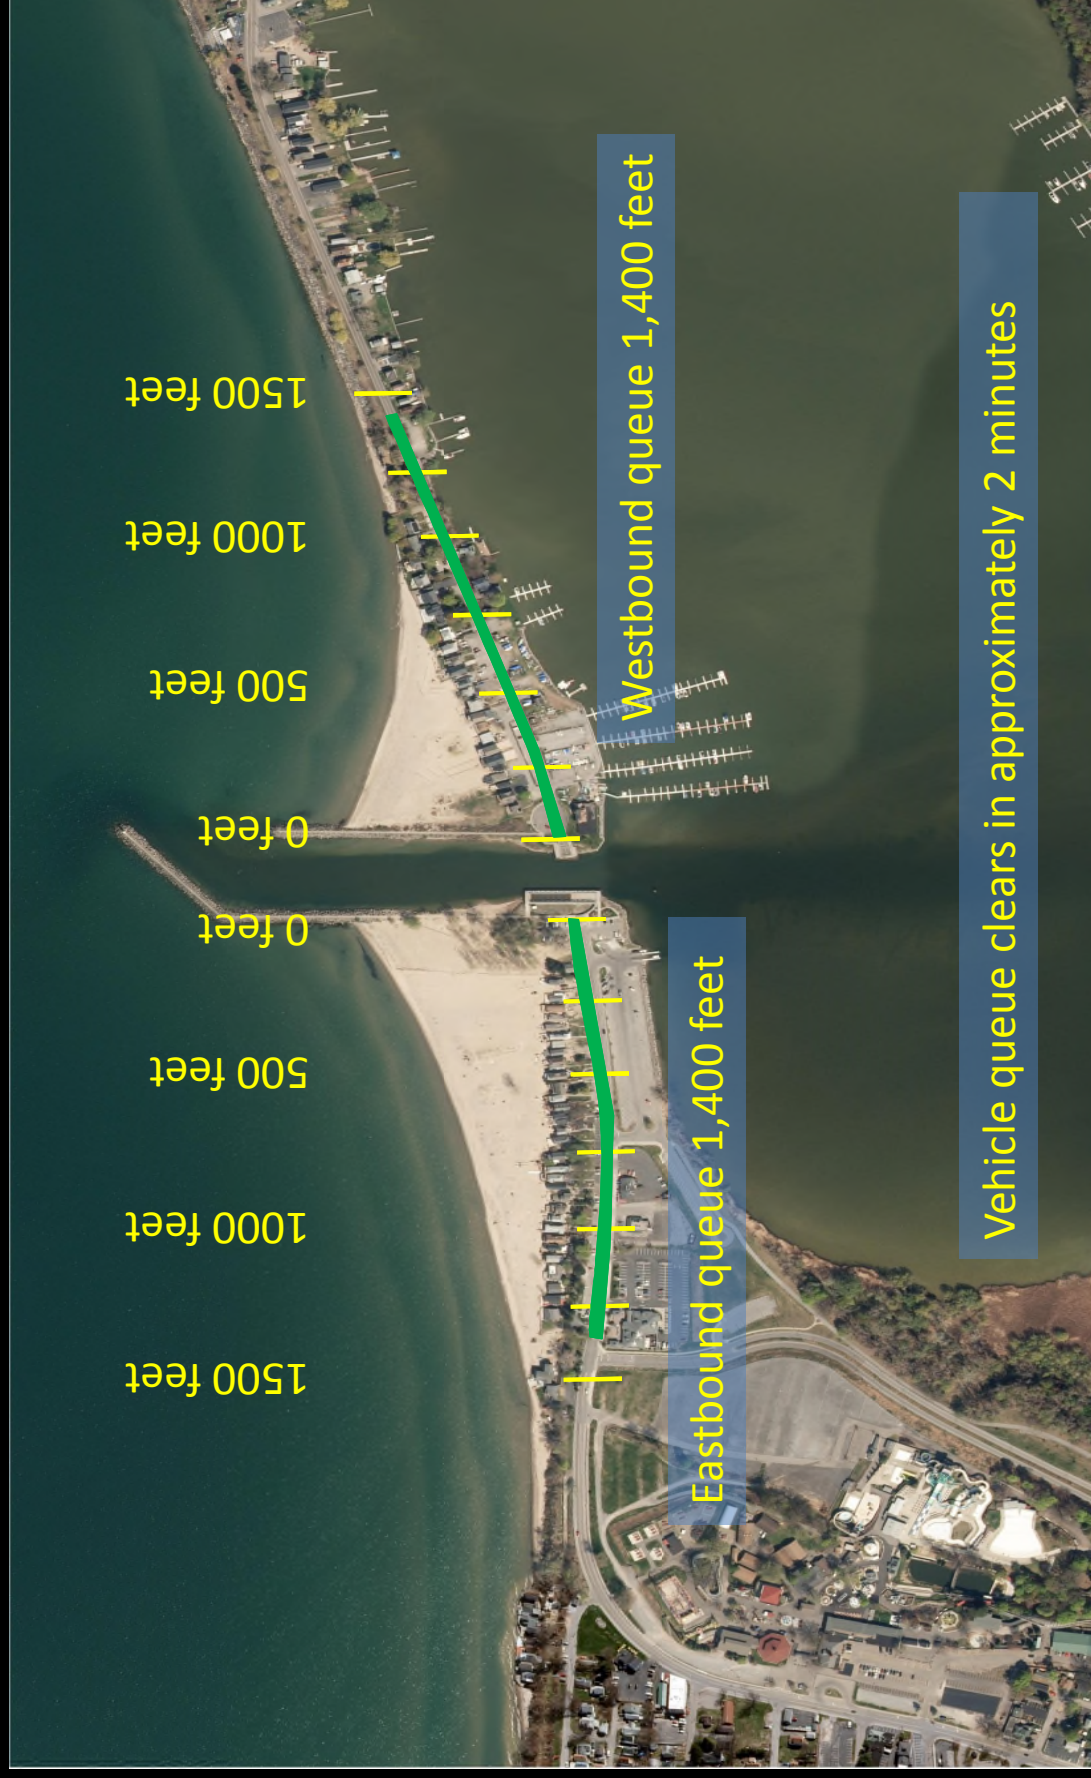 1500 feet
1000 feet
500 feet
0 feet
0 feet
500 feet
1000 feet
1500 feet
Westbound queue 1,400 feet
Eastbound queue 1,400 feet
Vehicle queue clears in approximately 2 minutes